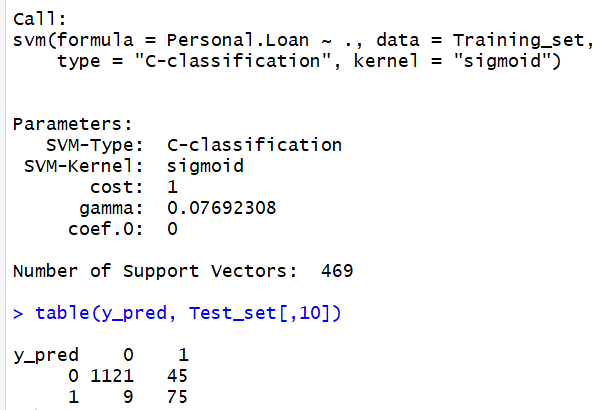 Call:
svm(formula = Personal.Loan ~ ., data = Training_set,
    type = "C-classification", kernel = "sigmoid")
Parameters:
   SVM-Type:  C-classification
 SVM-Kernel:  sigmoid
       cost:  1
      gamma:  0.07692308
     coef.0:  0
Number of Support Vectors:  469
> table(y_pred, Test_set[,10])
y_pred    0    1
     0 1121   45
     1    9   75